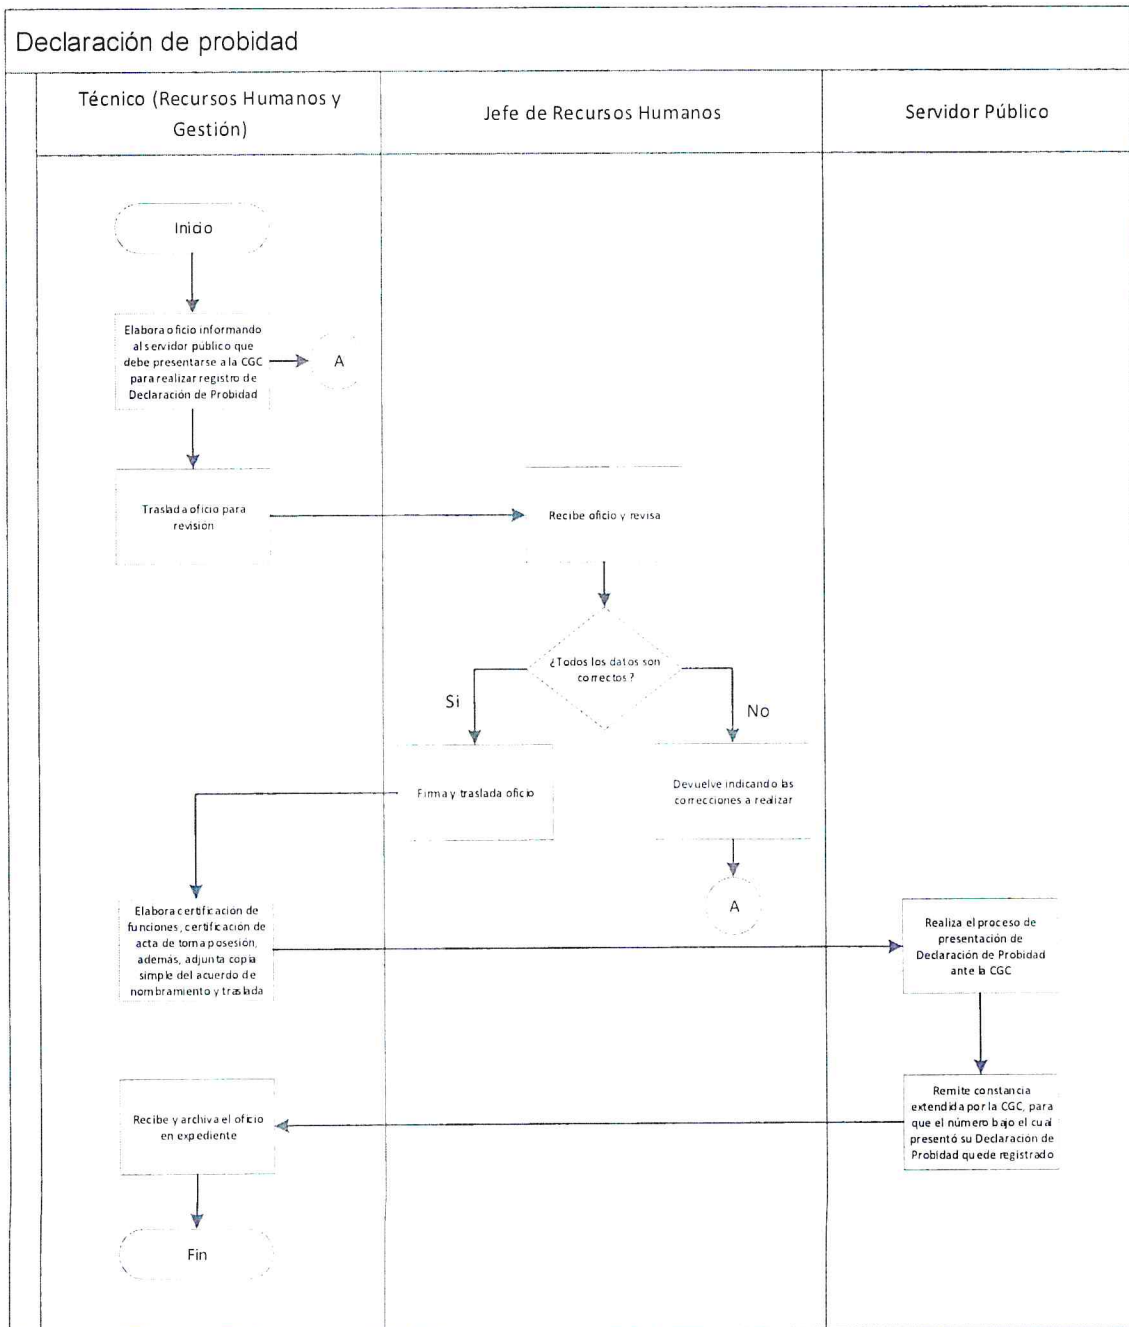 Declaración de probidad
Técnico (Recursos Humanos y
Gestión)
Jefe de Recursos Humanos
Servidor Público
Inicio
Elabora oficio informando
al servidor público que
debe presentarse a la CGC
para realizar registro de
Declaración de Probidad
A
Traslada oficio para
revisión
Recibe oficio y revisa
¿Todos los datos son
correctos?
Si
No
Firma y traslada oficio
Devuelve indicando las
correcciones a realizar
A
Elabora certificación de
funciones, certificación de
acta de toma posesión,
además, adjunta copia
simple del acuerdo de
nombramiento y traslada
Realiza el proceso de
presentación de
Declaración de Probidad
ante la CGC
Remite constancia
extendida por la CGC, para
que el número bajo el cual
presentó su Declaración de
Probidad quede registrado
Recibe y archiva el oficio
en expediente
Fin